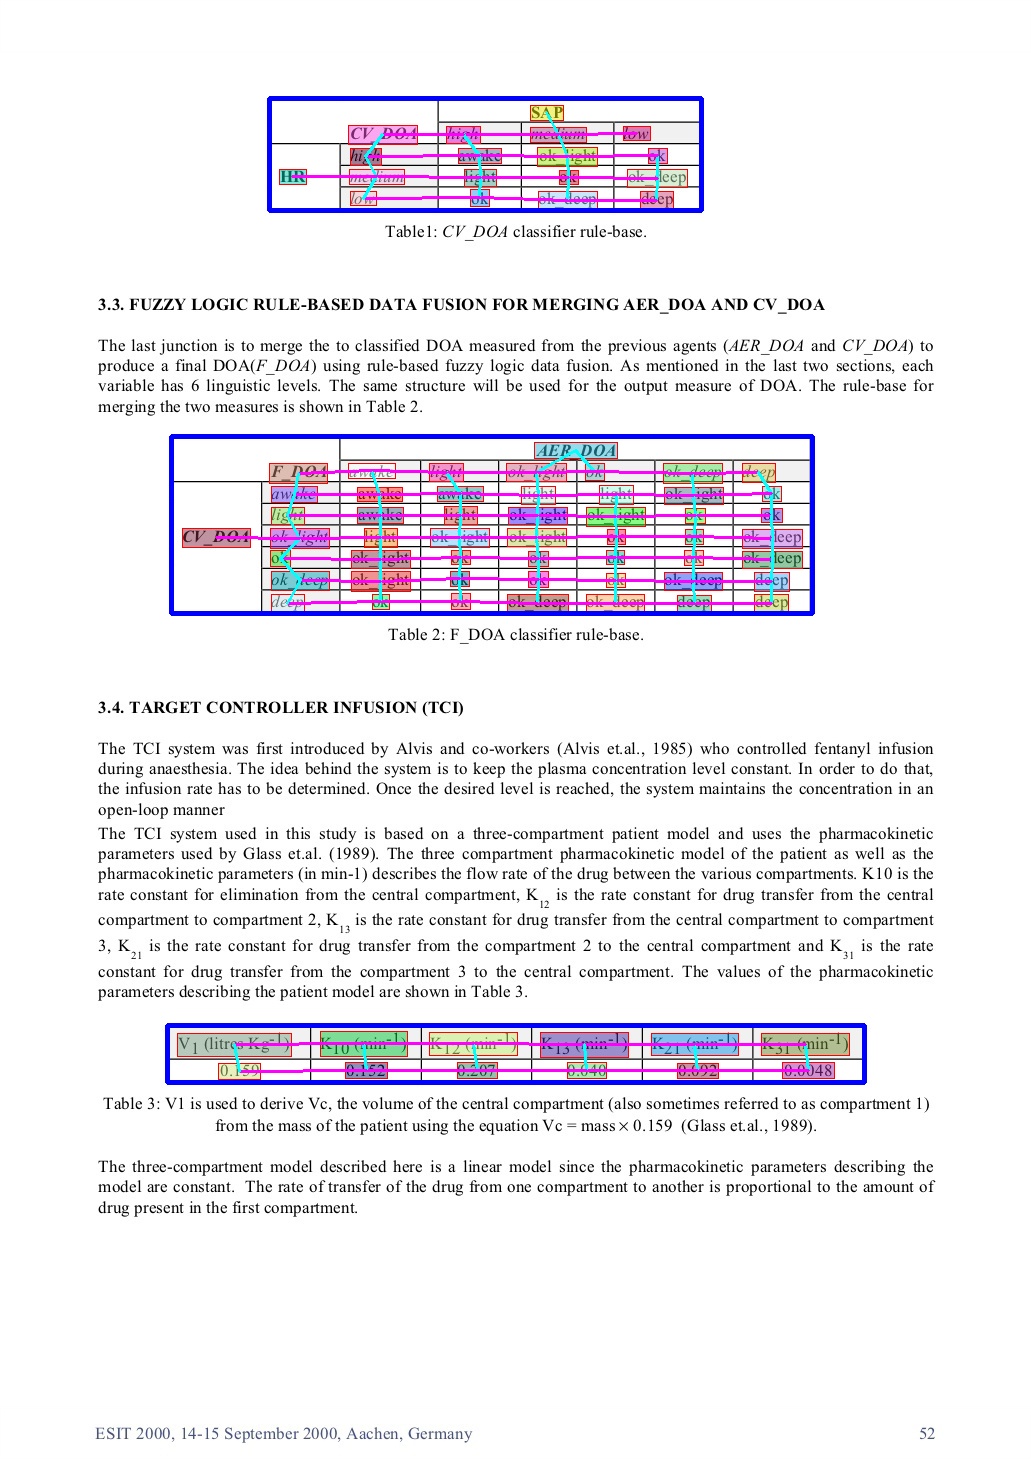 SAP
CV_DOA high medium low
high awake ok_light ok
HR medium light ok ok_deep
low ok ok_deep deep
Table1: CV_DOA classifier rule-base.
3.3. FUZZY LOGIC RULE-BASED DATA FUSION FOR MERGING AER_DOA AND CV_DOA
The last junction is to merge the to classified DOA measured from the previous agents (AER_DOA and CV_DOA) to
produce a final DOA(F_DOA) using rule-based fuzzy logic data fusion. As mentioned in the last two sections, each
variable has 6 linguistic levels. The same structure will be used for the output measure of DOA. The rule-base for
merging the two measures is shown in Table 2.
AER_DOA
F_DOA awake light ok_light ok ok_deep deep
awake awake awake light light ok_light ok
light awake light ok_light ok_light ok ok
CV_DOA ok_light light ok_light ok_light ok ok ok_deep
ok ok_light ok ok ok ok ok_deep
ok_deep ok_light ok ok ok ok_deep deep
deep ok ok ok_deep ok_deep deep deep
Table 2: F_DOA classifier rule-base.
3.4. TARGET CONTROLLER INFUSION (TCI)
The TCI system was first introduced by Alvis and co-workers (Alvis et.al., 1985) who controlled fentanyl infusion
during anaesthesia. The idea behind the system is to keep the plasma concentration level constant. In order to do that,
the infusion rate has to be determined. Once the desired level is reached, the system maintains the concentration in an
open-loop manner
The TCI system used in this study is based on a three-compartment patient model and uses the pharmacokinetic
parameters used by Glass et.al. (1989). The three compartment pharmacokinetic model of the patient as well as the
pharmacokinetic parameters (in min-1) describes the flow rate of the drug between the various compartments. K10 is the
rate constant for elimination from the central compartment, K12 is the rate constant for drug transfer from the central
compartment to compartment 2, K13 is the rate constant for drug transfer from the central compartment to compartment
3, K21 is the rate constant for drug transfer from the compartment 2 to the central compartment and K31 is the rate
constant for drug transfer from the compartment 3 to the central compartment. The values of the pharmacokinetic
parameters describing the patient model are shown in Table 3.
V1 (litres Kg-1) K10 (min-1) K12 (min-1) K13 (min-1) K21 (min-1) K31 (min-1)
0.159 0.152 0.207 0.040 0.092 0.0048
Table 3: V1 is used to derive Vc, the volume of the central compartment (also sometimes referred to as compartment 1)
from the mass of the patient using the equation Vc = mass × 0.159 (Glass et.al., 1989).
The three-compartment model described here is a linear model since the pharmacokinetic parameters describing the
model are constant. The rate of transfer of the drug from one compartment to another is proportional to the amount of
drug present in the first compartment.
ESIT 2000, 14-15 September 2000, Aachen, Germany 52